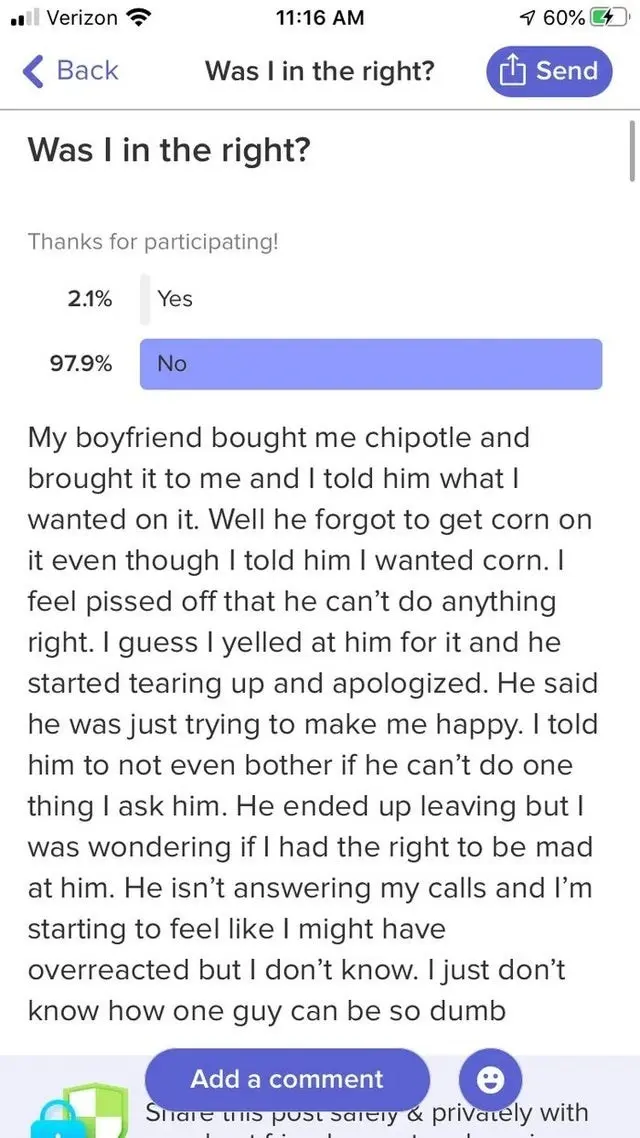 Verizon 11:16 AM 60%
Back Was I in the right? Send
Was I in the right?
Thanks for participating!
2.1% Yes
97.9% No
My boyfriend bought me chipotle and
brought it to me and I told him what I
wanted on it. Well he forgot to get corn on
it even though I told him I wanted corn. I
feel pissed off that he can’t do anything
right. I guess I yelled at him for it and he
started tearing up and apologized. He said
he was just trying to make me happy. I told
him to not even bother if he can’t do one
thing I ask him. He ended up leaving but I
was wondering if I had the right to be mad
at him. He isn’t answering my calls and I’m
starting to feel like I might have
overreacted but I don’t know. I just don’t
know how one guy can be so dumb
Add a comment
Share this post safely & privately with